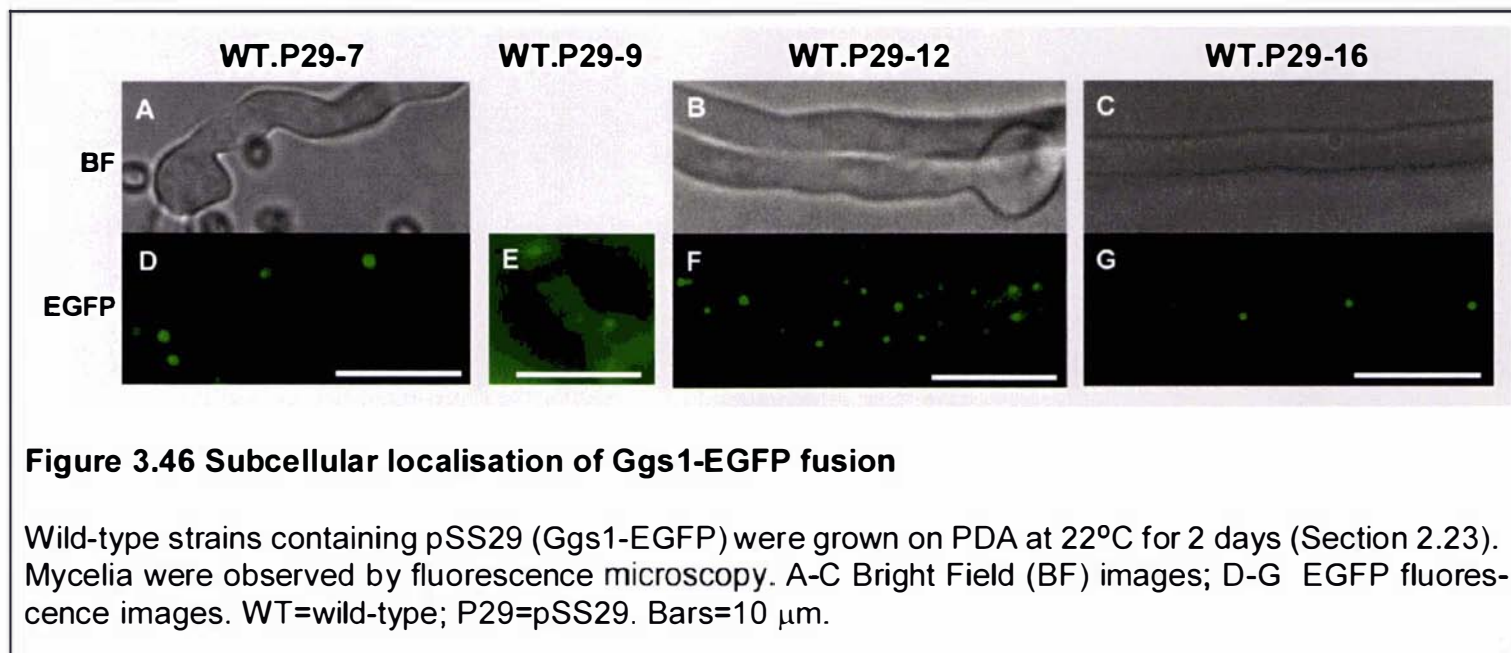 WT.P29-7 WT.P29-9 WT.P29-12 WT.P29-16
A B C
BF
D E F G
EGFP
Figure 3.46 Subcellular localisation of Ggs1-EGFP fusion
Wild-type strains containing pSS29 (Ggs1-EGFP) were grown on PDA at 22ºC for 2 days (Section 2.23).
Mycelia were observed by fluorescence microscopy. A-C Bright Field (BF) images; D-G EGFP fluores-
cence images. WT=wild-type; P29=pSS29. Bars=10 μm.